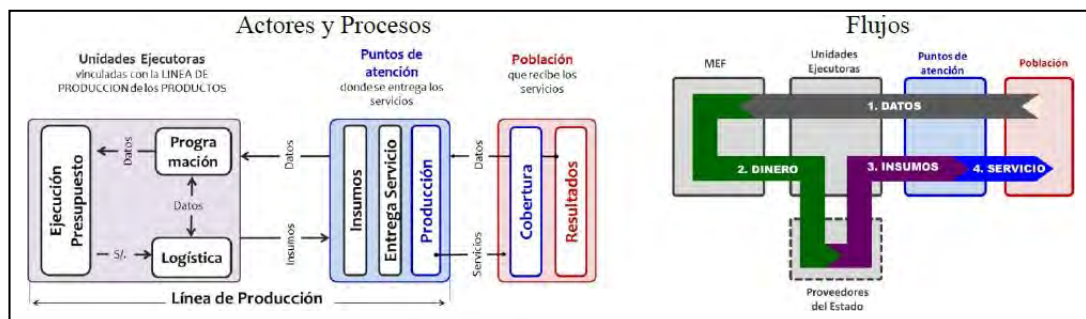 Actores y Procesos
Unidades Ejecutoras
vinculadas con la LINEA DE
PRODUCCION de los PRODUCTOS
Puntos de
atención
donde se entrega los
servicios
Población
que recibe los
servicios
Ejecución
Presupuesto
Datos
Progra
mación
Datos
S/.
Logística
Datos
Insumos
Insumos
Entrega Servicio
Producción
Datos
Servicios
Cobertura
Resultados
Línea de Producción
Flujos
MEF
Unidades
Ejecutoras
Puntos de
atención
Población
1. DATOS
2. DINERO
3. INSUMOS
4. SERVICIO
Proveedores
del Estado